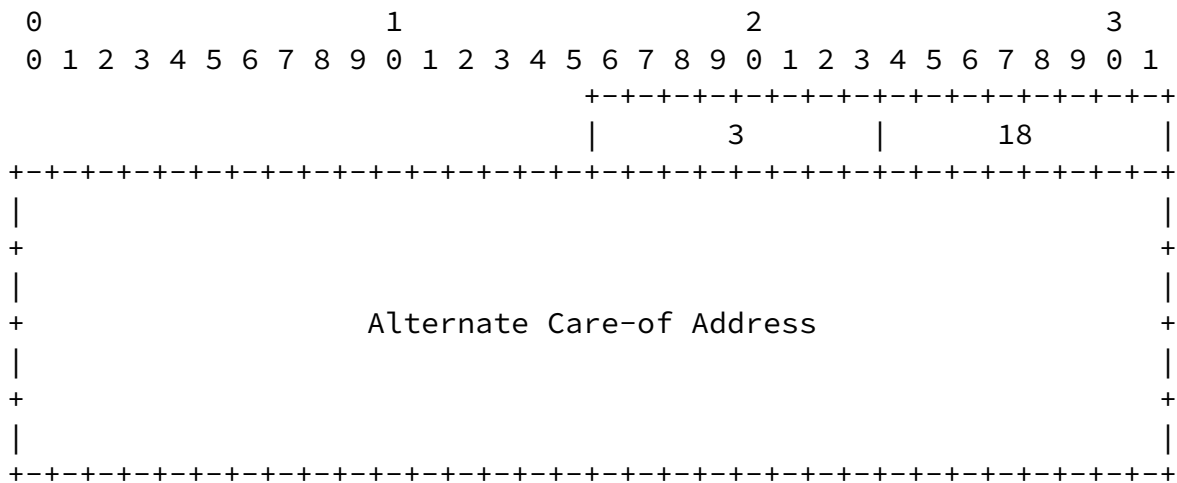 0 1 2 3
0 1 2 3 4 5 6 7 8 9 0 1 2 3 4 5 6 7 8 9 0 1 2 3 4 5 6 7 8 9 0 1
+-+-+-+-+-+-+-+-+-+-+-+-+-+-+-+-+
| 3 | 18 |
+-+-+-+-+-+-+-+-+-+-+-+-+-+-+-+-+-+-+-+-+-+-+-+-+-+-+-+-+-+-+-+-+
| |
+ +
| |
+ Alternate Care-of Address +
| |
+ +
| |
+-+-+-+-+-+-+-+-+-+-+-+-+-+-+-+-+-+-+-+-+-+-+-+-+-+-+-+-+-+-+-+-+